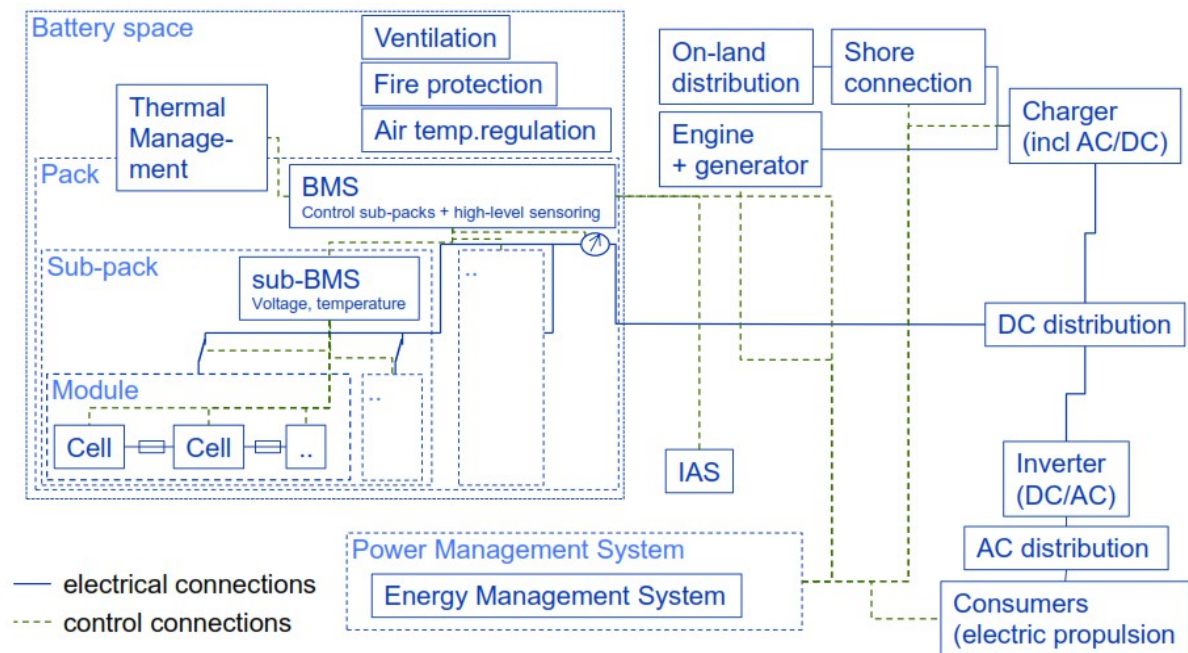 Battery space
Ventilation
Fire protection
Air temp.regulation
Thermal
Manage-
ment
Pack
BMS
Control sub-packs + high-level sensoring
Sub-pack
sub-BMS
Voltage, temperature
..
Module
..
Cell
Cell
..
On-land
distribution
Shore
connection
Engine
+ generator
Charger
(incl AC/DC)
DC distribution
IAS
Inverter
(DC/AC)
AC distribution
Consumers
(electric propulsion
Power Management System
Energy Management System
electrical connections
control connections